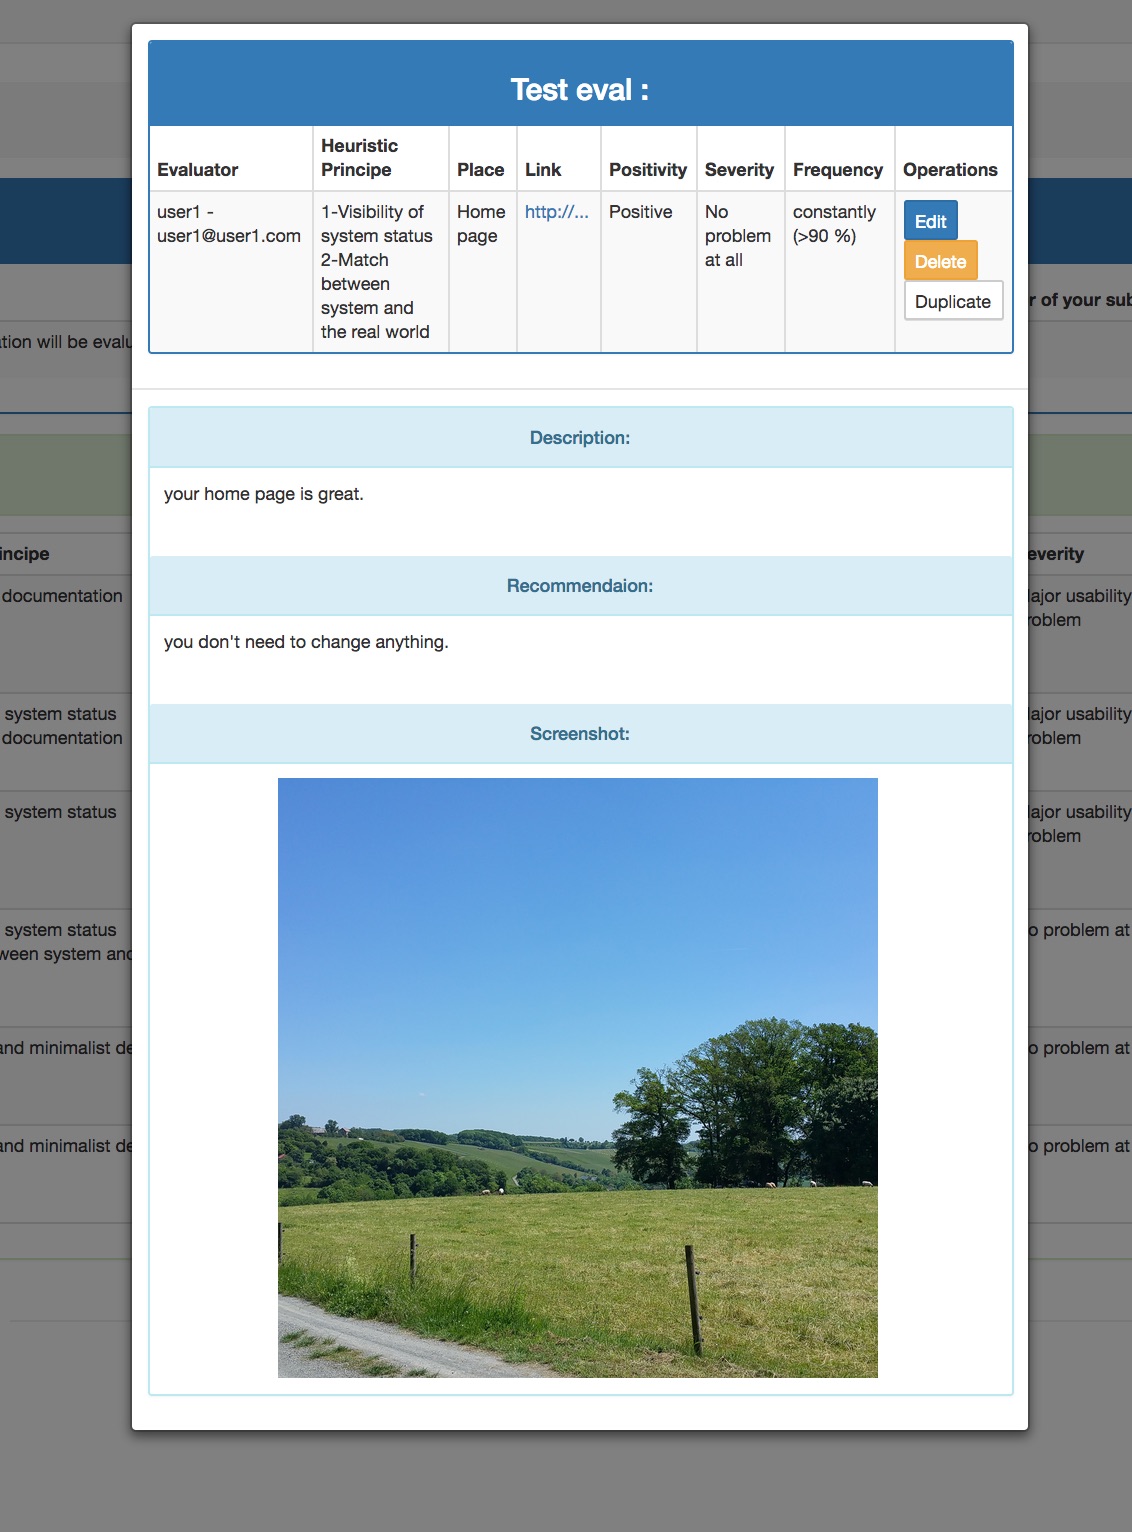 Test eval :
Evaluator
Heuristic
Principe
Place
Link
Positivity
Severity
Frequency
Operations
user1 -
user1@user1.com
1-Visibility of
system status
2-Match
between
system and
the real world
Home
page
http://...
Positive
No
problem
at all
constantly
(>90 %)
Edit
Delete
Duplicate
Description:
your home page is great.
Recommendaion:
you don't need to change anything.
Screenshot:
r of your sub
tion will be evalu
incipe
everity
documentation
ajor usability
roblem
system status
documentation
ajor usability
roblem
system status
ajor usability
roblem
system status
ween system and
o problem at
and minimalist de
o problem at
and minimalist de
o problem at